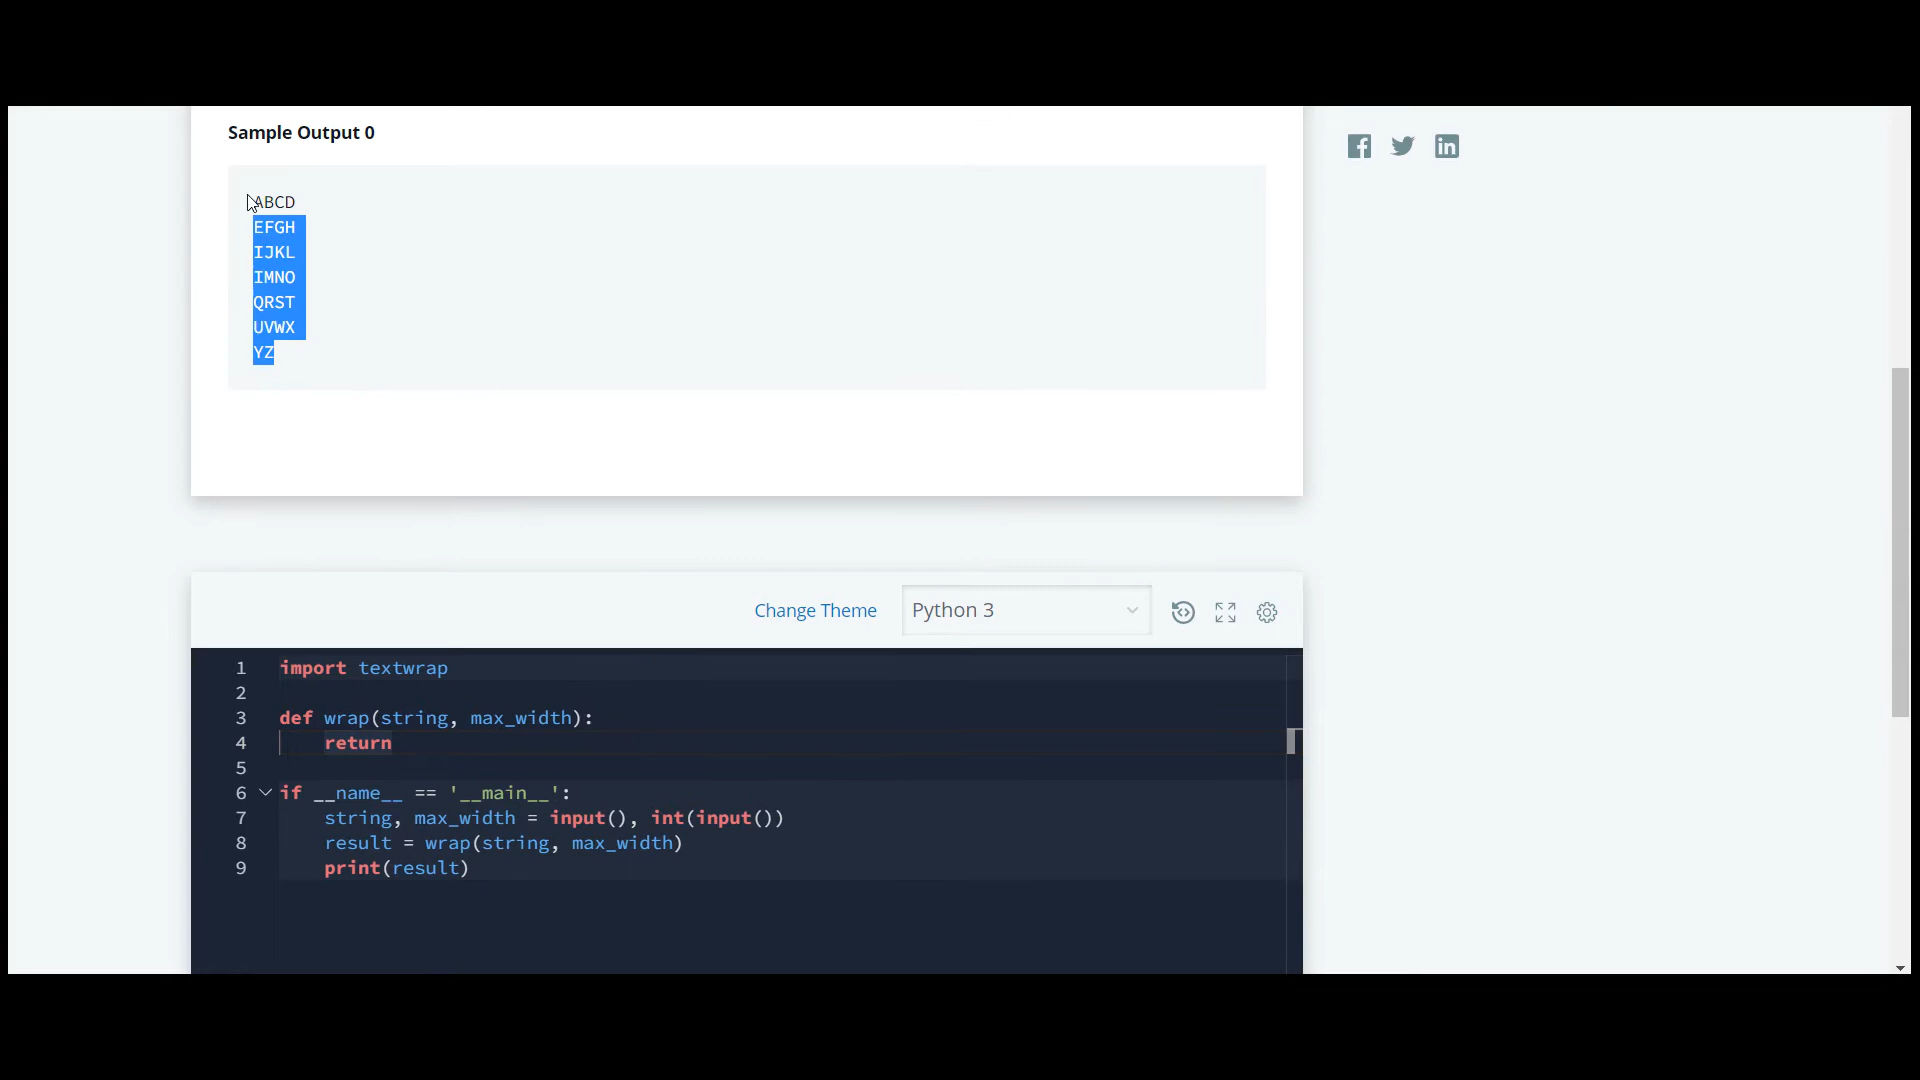 Sample Output 0
ABCD
EFGH
IJKL
IMNO
QRST
UVWX
YZ
Change Theme
Python 3
1 import textwrap
2
3 def wrap(string, max_width):
4     return
5
6 if __name__ == '__main__':
7     string, max_width = input(), int(input())
8     result = wrap(string, max_width)
9     print(result)